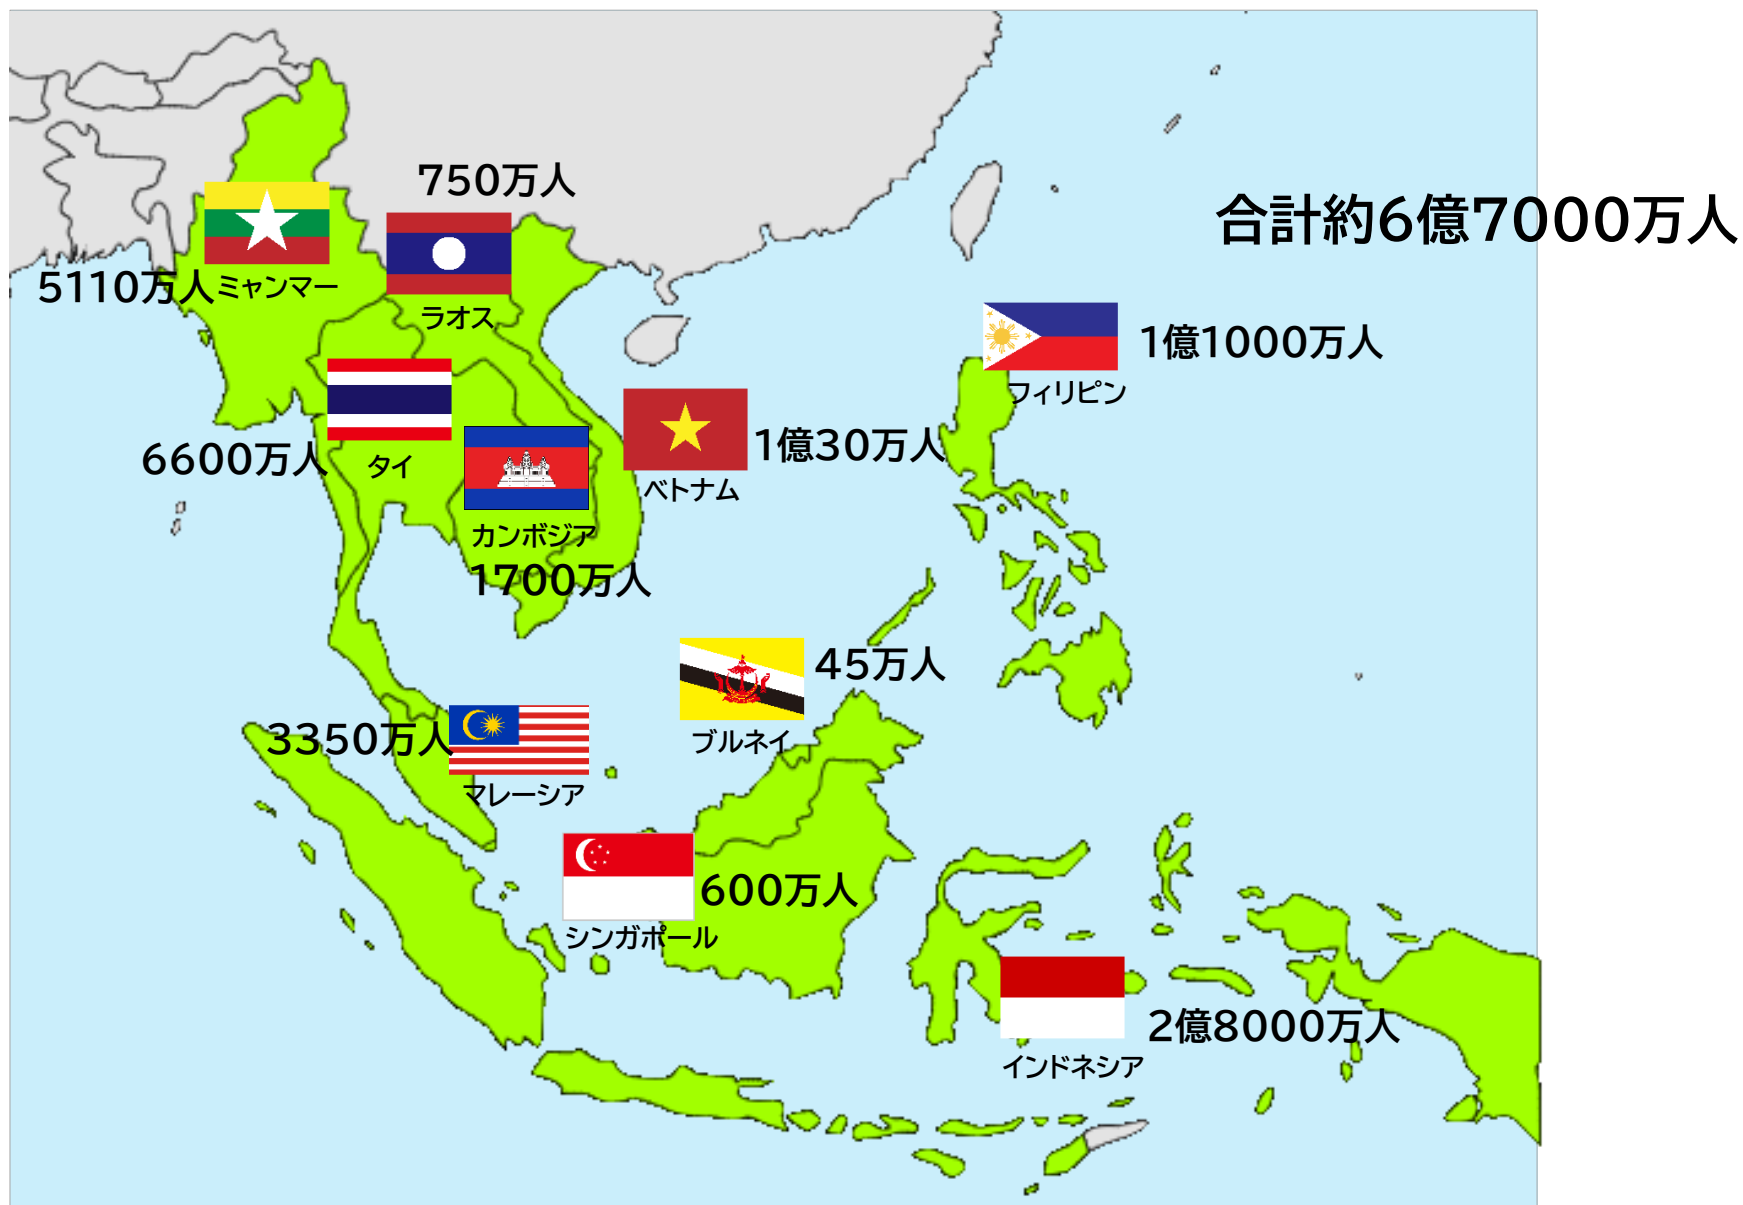 750万人
合計約6億7000万人
5110万人
ミャンマー
ラオス
1億1000万人
フィリピン
6600万人
タイ
1億30万人
ベトナム
カンボジア
1700万人
45万人
ブルネイ
3350万人
マレーシア
600万人
シンガポール
2億8000万人
インドネシア